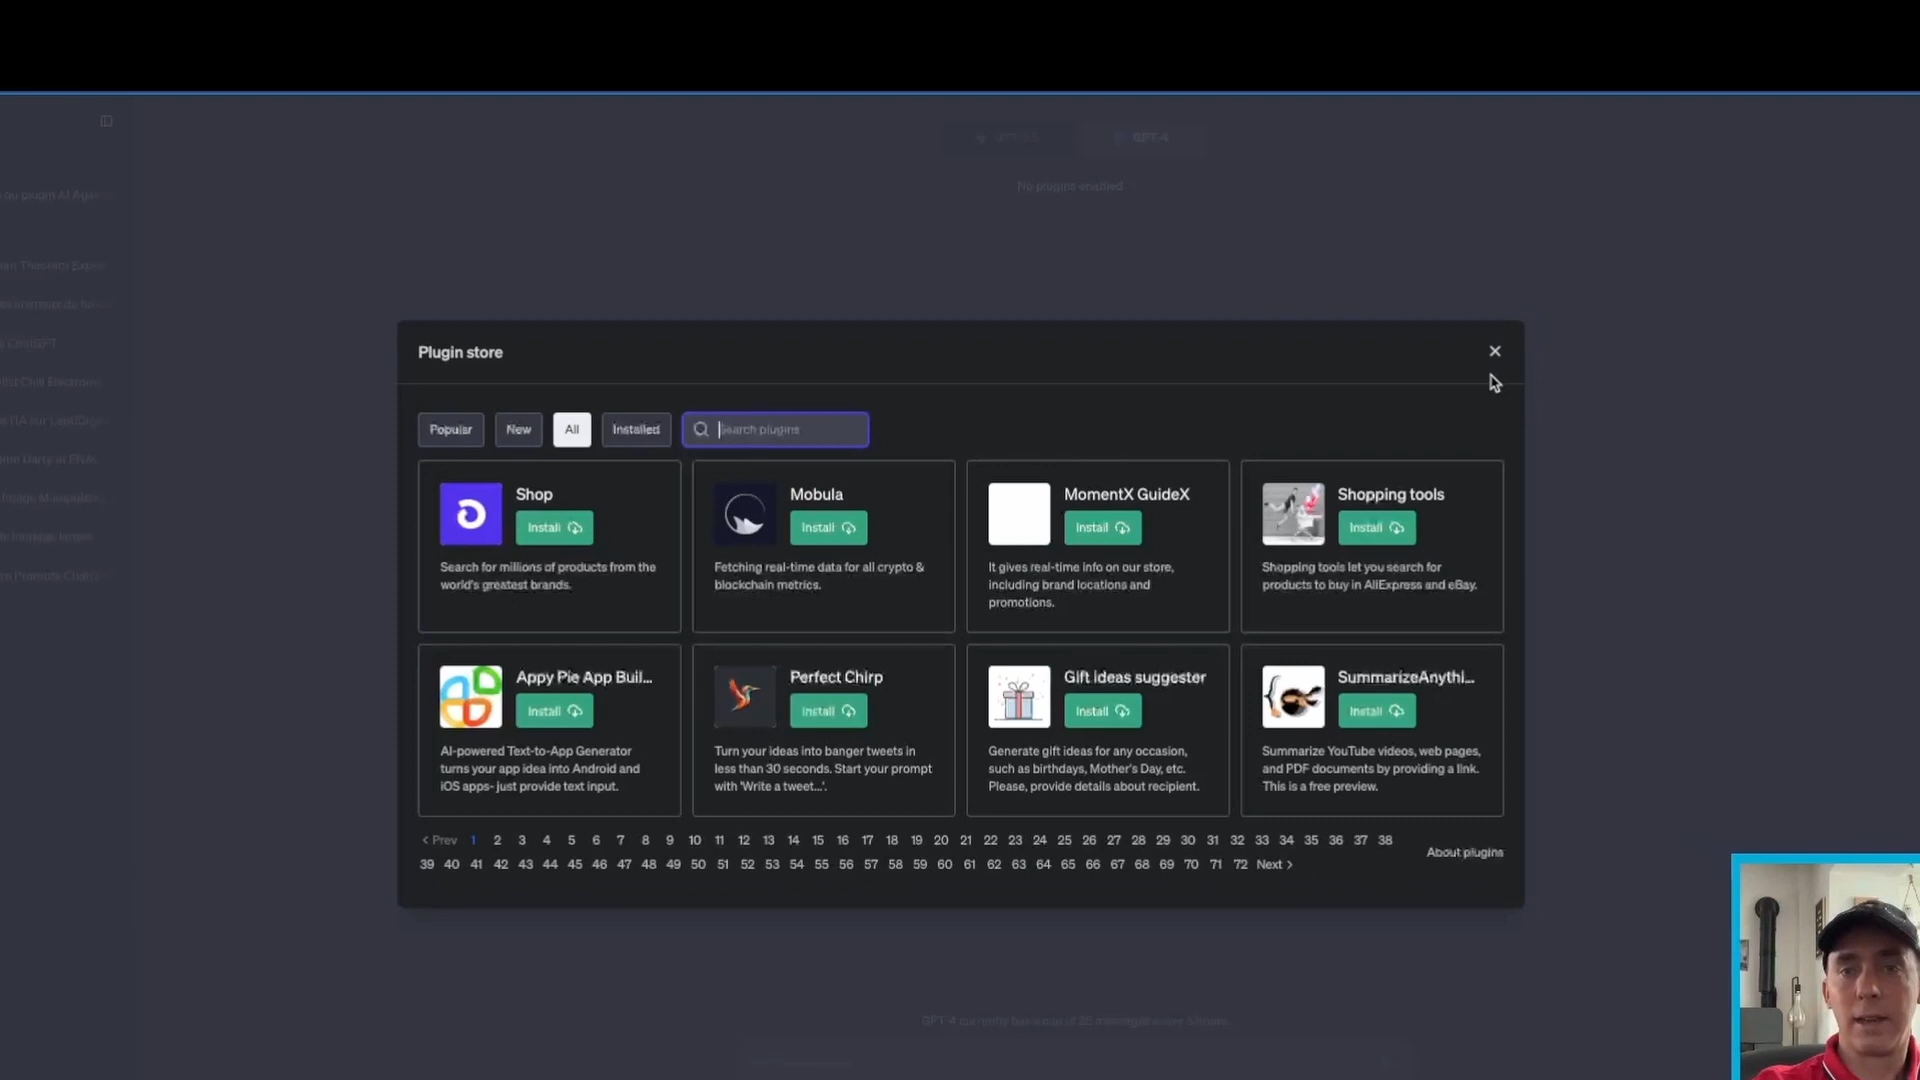 GPT-4
No plugins enabled
Plugin store
Popular
New
All
Installed
Search plugins
Shop
Install
Search for millions of products from the
world's greatest brands.
Mobula
Install
Fetching real-time data for all crypto &
blockchain metrics.
MomentX GuideX
Install
It gives real-time info on our store,
including brand locations and
promotions.
Shopping tools
Install
Shopping tools let you search for
products to buy in AliExpress and eBay.
Appy Pie App Buil...
Install
AI-powered Text-to-App Generator
turns your app idea into Android and
iOS apps- just provide text input.
Perfect Chirp
Install
Turn your ideas into banger tweets in
less than 30 seconds. Start your prompt
with 'Write a tweet...'.
Gift ideas suggester
Install
Generate gift ideas for any occasion,
such as birthdays, Mother's Day, etc.
Please, provide details about recipient.
SummarizeAnythi...
Install
Summarize YouTube videos, web pages,
and PDF documents by providing a link.
This is a free preview.
< Prev 1 2 3 4 5 6 7 8 9 10 11 12 13 14 15 16 17 18 19 20 21 22 23 24 25 26 27 28 29 30 31 32 33 34 35 36 37 38
39 40 41 42 43 44 45 46 47 48 49 50 51 52 53 54 55 56 57 58 59 60 61 62 63 64 65 66 67 68 69 70 71 72 Next >
About plugins